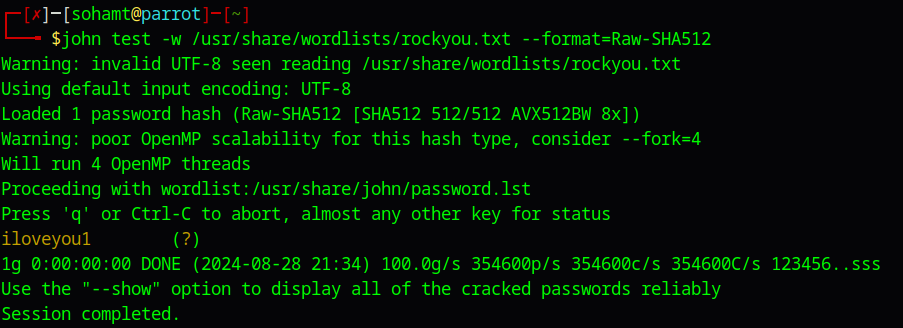 ┌─[✗]─[sohamt@parrot]─[~]
└──╼ $john test -w /usr/share/wordlists/rockyou.txt --format=Raw-SHA512
Warning: invalid UTF-8 seen reading /usr/share/wordlists/rockyou.txt
Using default input encoding: UTF-8
Loaded 1 password hash (Raw-SHA512 [SHA512 512/512 AVX512BW 8x])
Warning: poor OpenMP scalability for this hash type, consider --fork=4
Will run 4 OpenMP threads
Proceeding with wordlist:/usr/share/john/password.lst
Press 'q' or Ctrl-C to abort, almost any other key for status
iloveyou1        (?)
1g 0:00:00:00 DONE (2024-08-28 21:34) 100.0g/s 354600p/s 354600c/s 354600C/s 123456..sss
Use the "--show" option to display all of the cracked passwords reliably
Session completed.